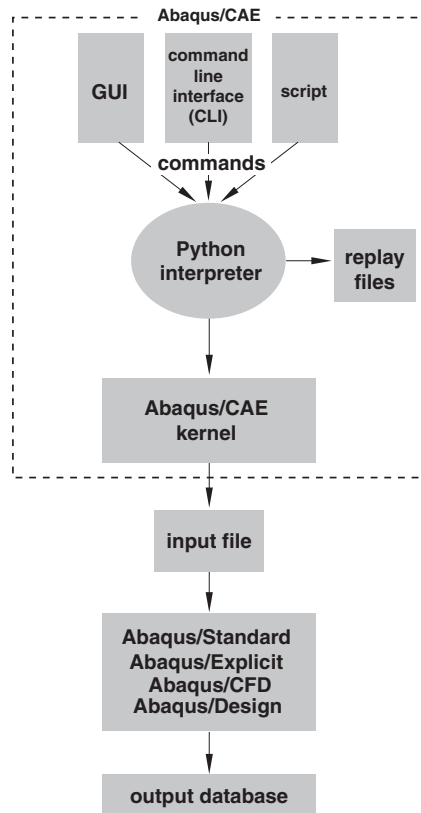 Abaqus/CAE
GUI
command
line
interface
(CLI)
script
commands
Python
interpreter
replay
files
Abaqus/CAE
kernel
input file
Abaqus/Standard
Abaqus/Explicit
Abaqus/CFD
Abaqus/Design
output database